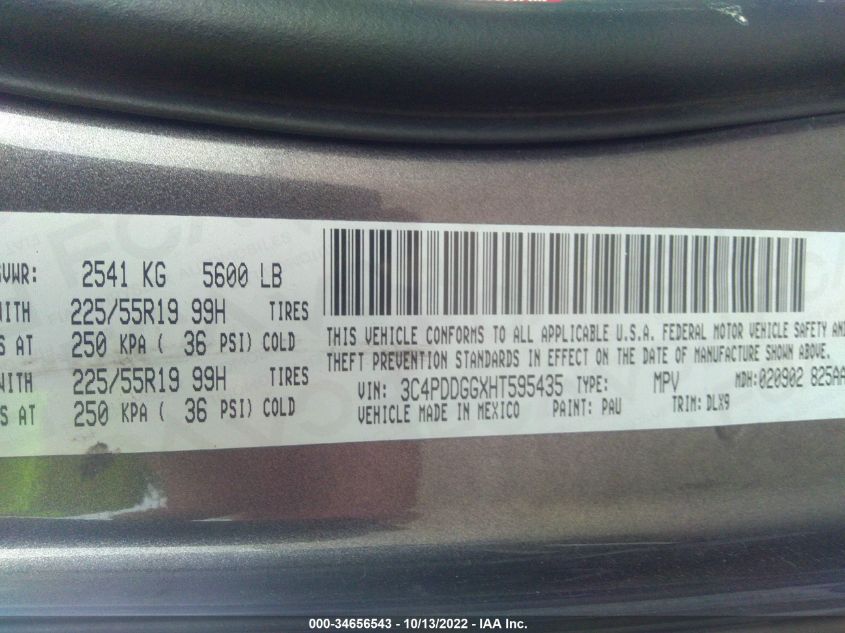 GVWR: 2541 KG 5600 LB
WITH 225/55R19 99H TIRES
S AT 250 KPA ( 36 PSI) COLD
WITH 225/55R19 99H TIRES
S AT 250 KPA ( 36 PSI) COLD
THIS VEHICLE CONFORMS TO ALL APPLICABLE U.S.A. FEDERAL MOTOR VEHICLE SAFETY AND
THEFT PREVENTION STANDARDS IN EFFECT ON THE DATE OF MANUFACTURE SHOWN ABOVE.
VIN: 3C4PDDGGXHT595435 TYPE: MPV MDH:020902 825AA
VEHICLE MADE IN MEXICO PAINT: PAU TRIM: DLX9
000-34656543 - 10/13/2022 - IAA Inc.